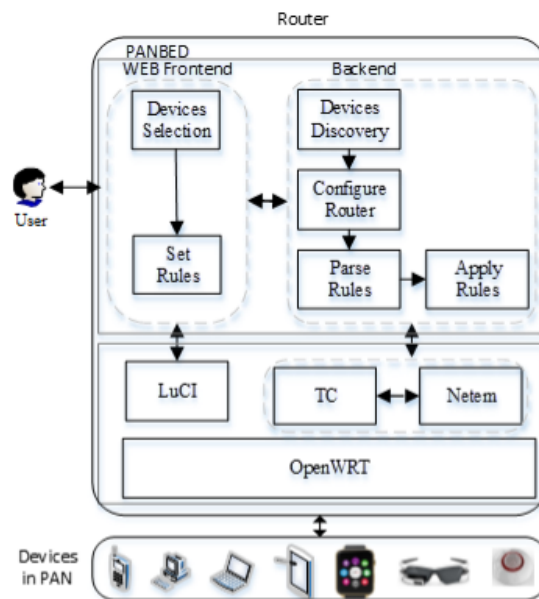 Router
PANBED
WEB Frontend
Backend
Devices
Selection
Devices
Discovery
Configure
Router
User
Set
Rules
Parse
Rules
Apply
Rules
LuCI
TC
Netem
OpenWRT
Devices
in PAN